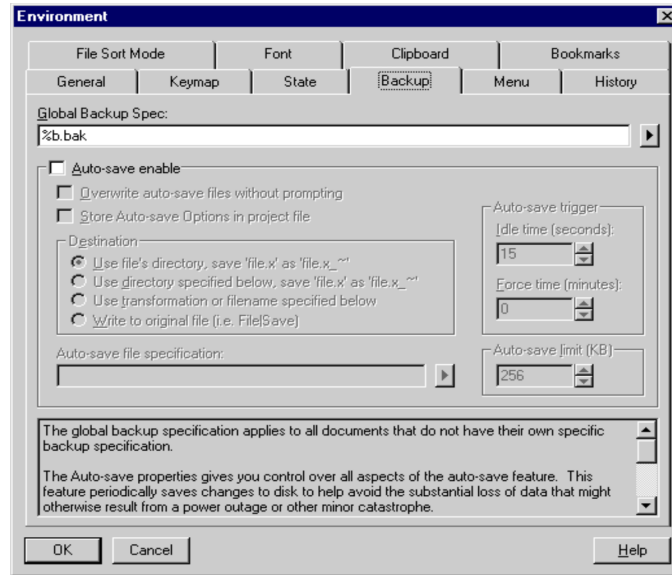 Environment
File Sort Mode Font Clipboard Bookmarks
General Keymap State Backup Menu History
Global Backup Spec:
%b.bak
Auto-save enable
Overwrite auto-save files without prompting
Store Auto-save Options in project file
Destination
Use file's directory, save 'file.x' as 'file.x_~'
Use directory specified below, save 'file.x' as 'file.x_~'
Use transformation or filename specified below
Write to original file (i.e. File|Save)
Auto-save file specification:
Auto-save trigger
Idle time (seconds):
15
Force time (minutes):
0
Auto-save limit (KB)
256
The global backup specification applies to all documents that do not have their own specific
backup specification.
The Auto-save properties gives you control over all aspects of the auto-save feature. This
feature periodically saves changes to disk to help avoid the substantial loss of data that might
otherwise result from a power outage or other minor catastrophe.
OK Cancel Help